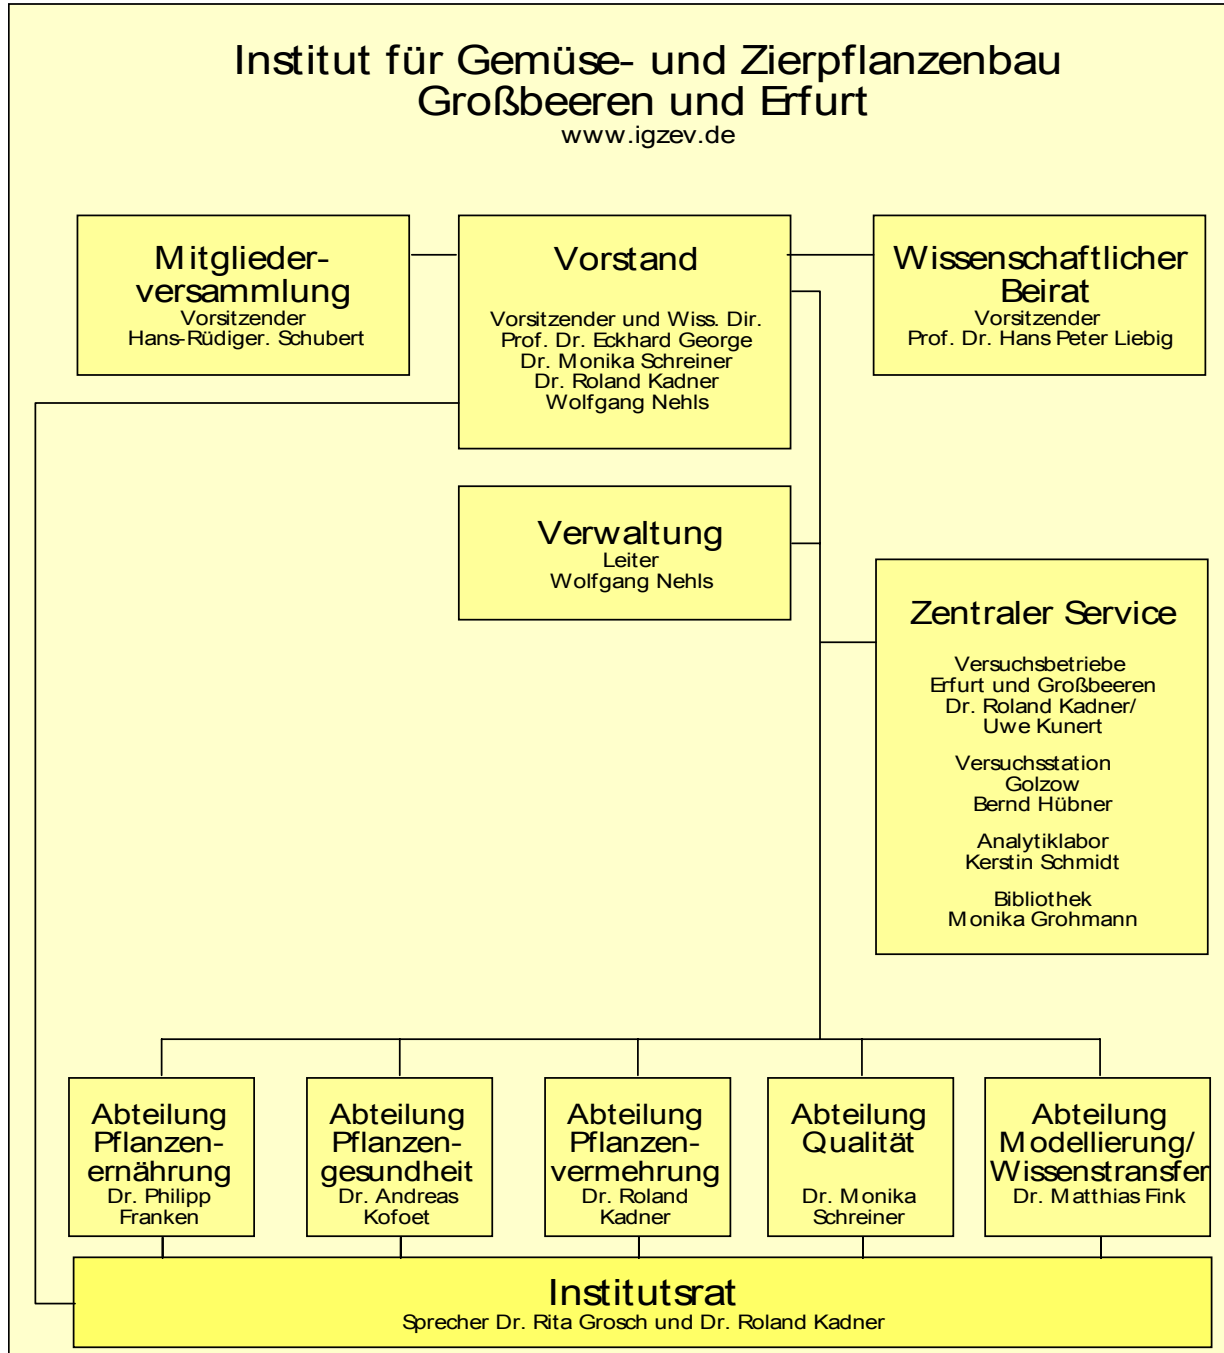 Institut für Gemüse- und Zierpflanzenbau
Großbeeren und Erfurt
www.igzev.de
Mitglieder-
versammlung
Vorsitzender
Hans-Rüdiger. Schubert
Vorstand
Vorsitzender und Wiss. Dir.
Prof. Dr. Eckhard George
Dr. Monika Schreiner
Dr. Roland Kadner
Wolfgang Nehls
Wissenschaftlicher
Beirat
Vorsitzender
Prof. Dr. Hans Peter Liebig
Verwaltung
Leiter
Wolfgang Nehls
Zentraler Service
Versuchsbetriebe
Erfurt und Großbeeren
Dr. Roland Kadner/
Uwe Kunert
Versuchsstation
Golzow
Bernd Hübner
Analytiklabor
Kerstin Schmidt
Bibliothek
Monika Grohmann
Abteilung
Pflanzen-
ernährung
Dr. Philipp
Franken
Abteilung
Pflanzen-
gesundheit
Dr. Andreas
Kofoet
Abteilung
Pflanzen-
vermehrung
Dr. Roland
Kadner
Abteilung
Qualität
Dr. Monika
Schreiner
Abteilung
Modellierung/
Wissenstransfer
Dr. Matthias Fink
Institutsrat
Sprecher Dr. Rita Grosch und Dr. Roland Kadner